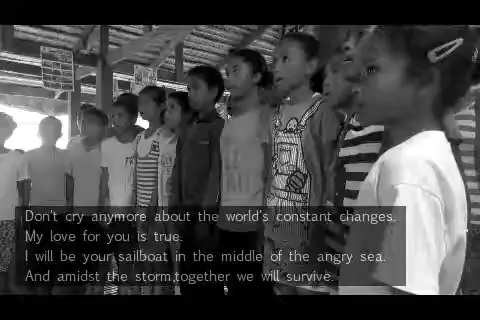 Don't cry anymore about the world's constant changes.
My love for you is true.
I will be your sailboat in the middle of the angry sea.
And amidst the storm,together we will survive.